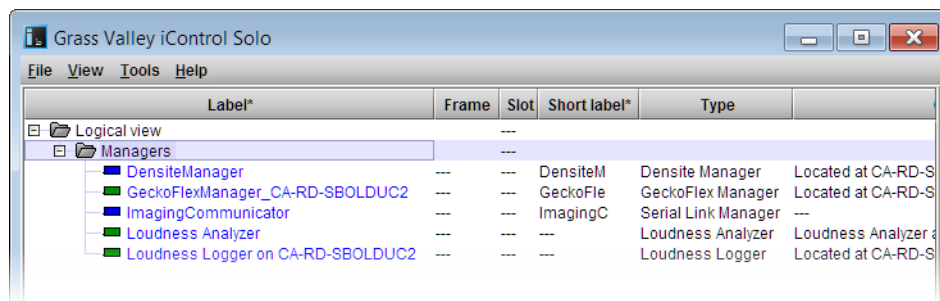 Grass Valley iControl Solo
File View Tools Help
Label* Frame Slot Short label* Type
Logical view ---
Managers ---
DensiteManager --- --- DensiteM Densite Manager Located at CA-RD-S
GeckoFlexManager_CA-RD-SBOLDUC2 --- --- GeckoFle GeckoFlex Manager Located at CA-RD-S
ImagingCommunicator --- --- ImagingC Serial Link Manager ---
Loudness Analyzer --- --- --- Loudness Analyzer Loudness Analyzer
Loudness Logger on CA-RD-SBOLDUC2 --- --- --- Loudness Logger Located at CA-RD-S